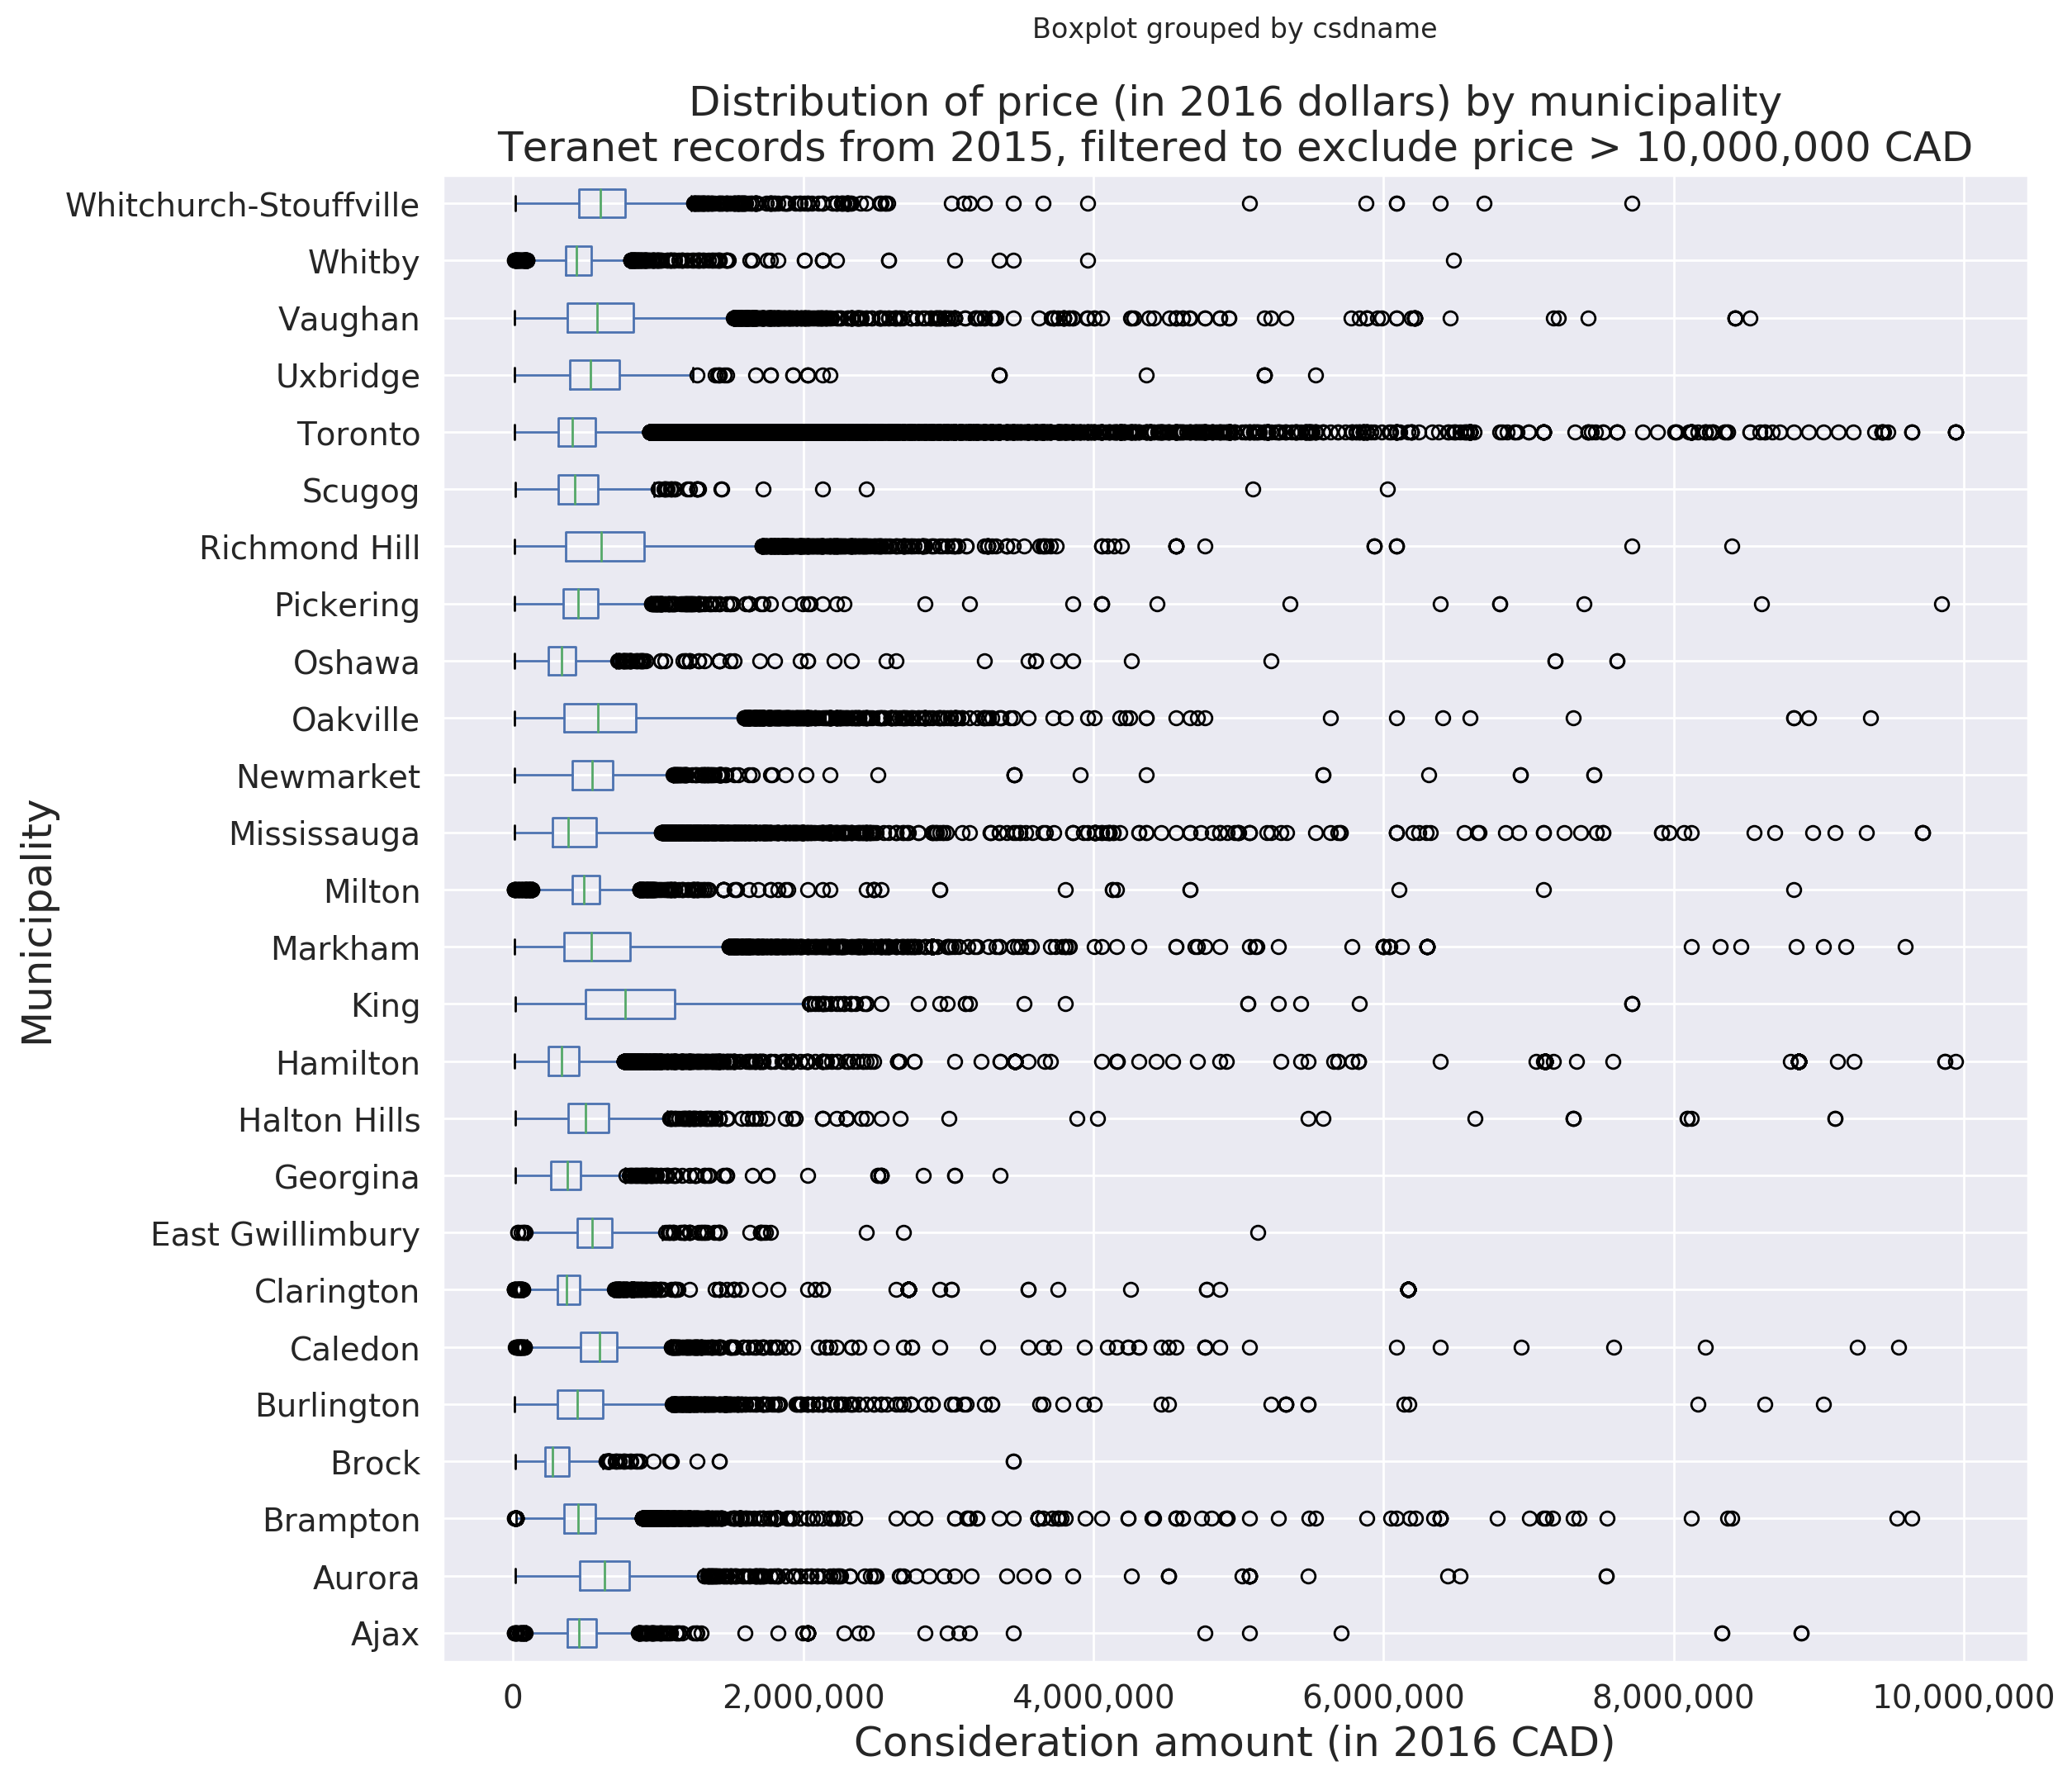 Boxplot grouped by csdname
Distribution of price (in 2016 dollars) by municipality
Teranet records from 2015, filtered to exclude price > 10,000,000 CAD
Whitchurch-Stouffville
Whitby
Vaughan
Uxbridge
Toronto
Scugog
Richmond Hill
Pickering
Oshawa
Oakville
Newmarket
Mississauga
Milton
Markham
King
Hamilton
Halton Hills
Georgina
East Gwillimbury
Clarington
Caledon
Burlington
Brock
Brampton
Aurora
Ajax
Municipality
0 2,000,000 4,000,000 6,000,000 8,000,000 10,000,000
Consideration amount (in 2016 CAD)